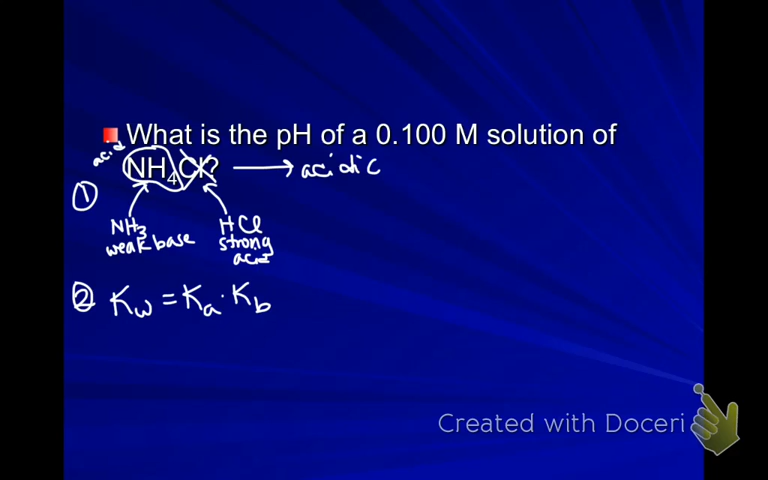 What is the pH of a 0.100 M solution of
acid
NH₄Cl? → acidic
①
NH₃ HCl
weak base strong
acid
② Kw = Ka · Kb
Created with Doceri